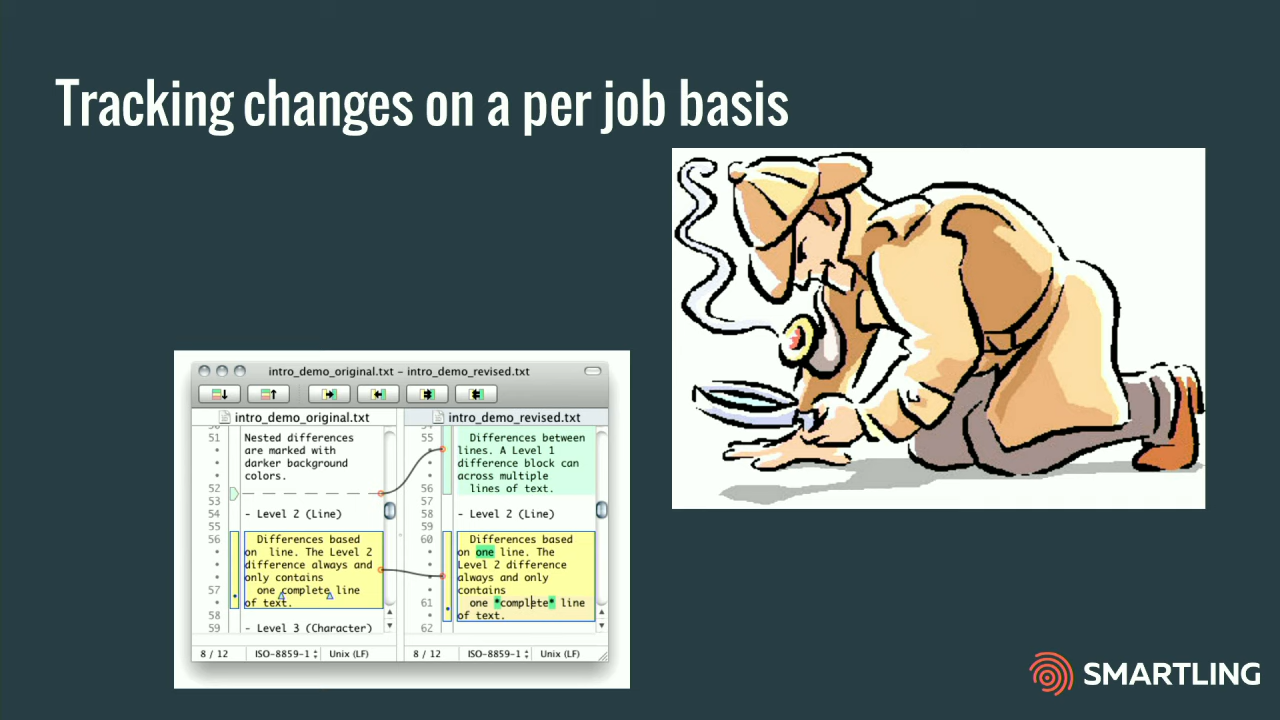 Tracking changes on a per job basis
intro_demo_original.txt – intro_demo_revised.txt
intro_demo_original.txt
51 Nested differences
are marked with
darker background
colors.
52
53
54 - Level 2 (Line)
55
56 Differences based
on line. The Level 2
difference always and
only contains
57 one complete line
of text.
58
59 - Level 3 (Character)
8 / 12 ISO-8859-1 Unix (LF)
intro_demo_revised.txt
55 Differences between
lines. A Level 1
difference block can
across multiple
56 lines of text.
57
58 - Level 2 (Line)
59
60 Differences based
on one line. The
Level 2 difference
always and only
contains
61 one *complete* line
of text.
62
8 / 12 ISO-8859-1 Unix (LF)
SMARTLING